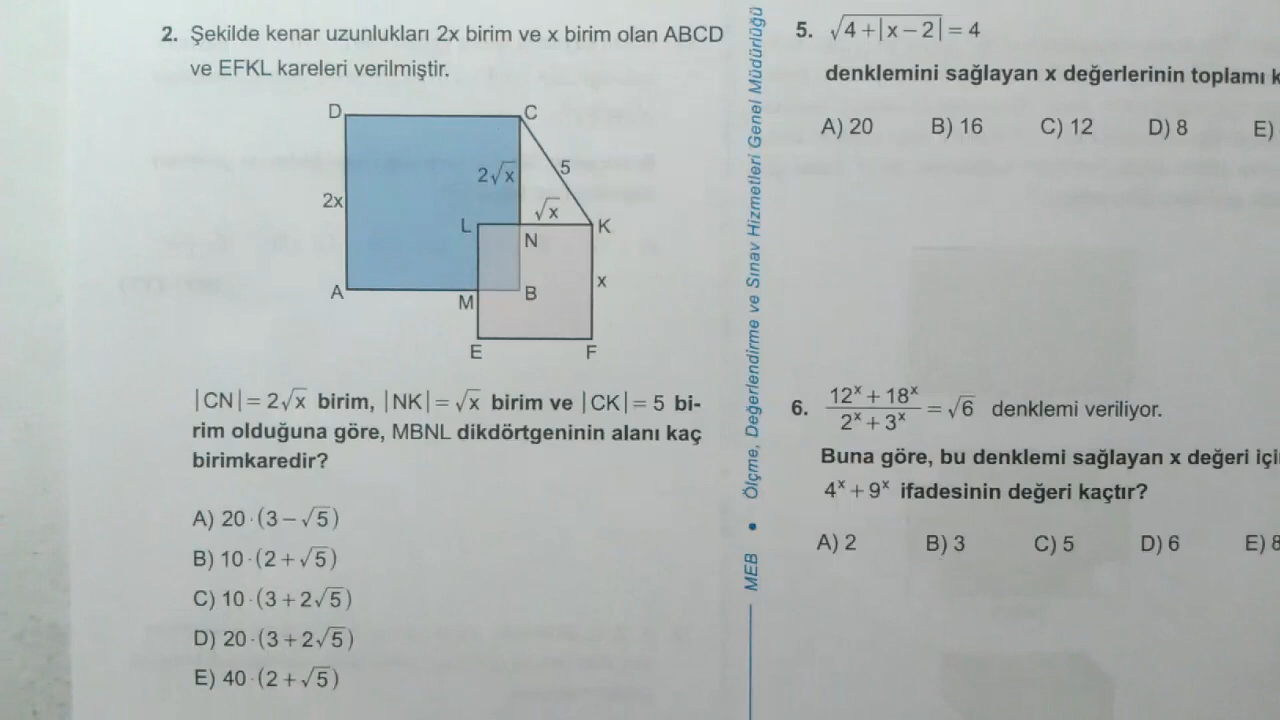 2. Şekilde kenar uzunlukları 2x birim ve x birim olan ABCD
ve EFKL kareleri verilmiştir.
D
C
2√x
5
2x
√x
L
K
N
x
A
M
B
E
F
|CN|= 2√x birim, |NK|= √x birim ve |CK|= 5 bi-
rim olduğuna göre, MBNL dikdörtgeninin alanı kaç
birimkaredir?
A) 20·(3−√5)
B) 10·(2+√5)
C) 10·(3+2√5)
D) 20·(3+2√5)
E) 40·(2+√5)
MEB • Ölçme, Değerlendirme ve Sınav Hizmetleri Genel Müdürlüğü
5. √(4+|x−2|) = 4
denklemini sağlayan x değerlerinin toplamı
A) 20 B) 16 C) 12 D) 8 E)
6. (12ˣ + 18ˣ)/(2ˣ + 3ˣ) = √6 denklemi veriliyor.
Buna göre, bu denklemi sağlayan x değeri
4ˣ + 9ˣ ifadesinin değeri kaçtır?
A) 2 B) 3 C) 5 D) 6 E) 8